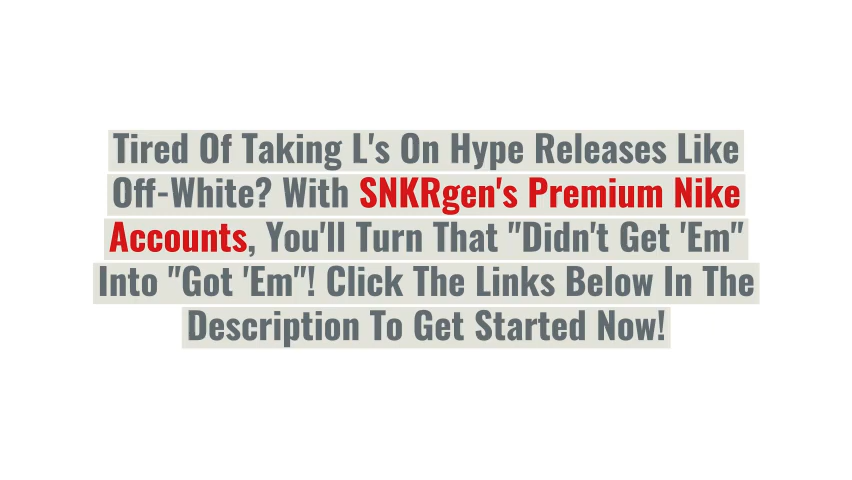 Tired Of Taking L's On Hype Releases Like
Off-White? With SNKRgen's Premium Nike
Accounts, You'll Turn That "Didn't Get 'Em"
Into "Got 'Em"! Click The Links Below In The
Description To Get Started Now!